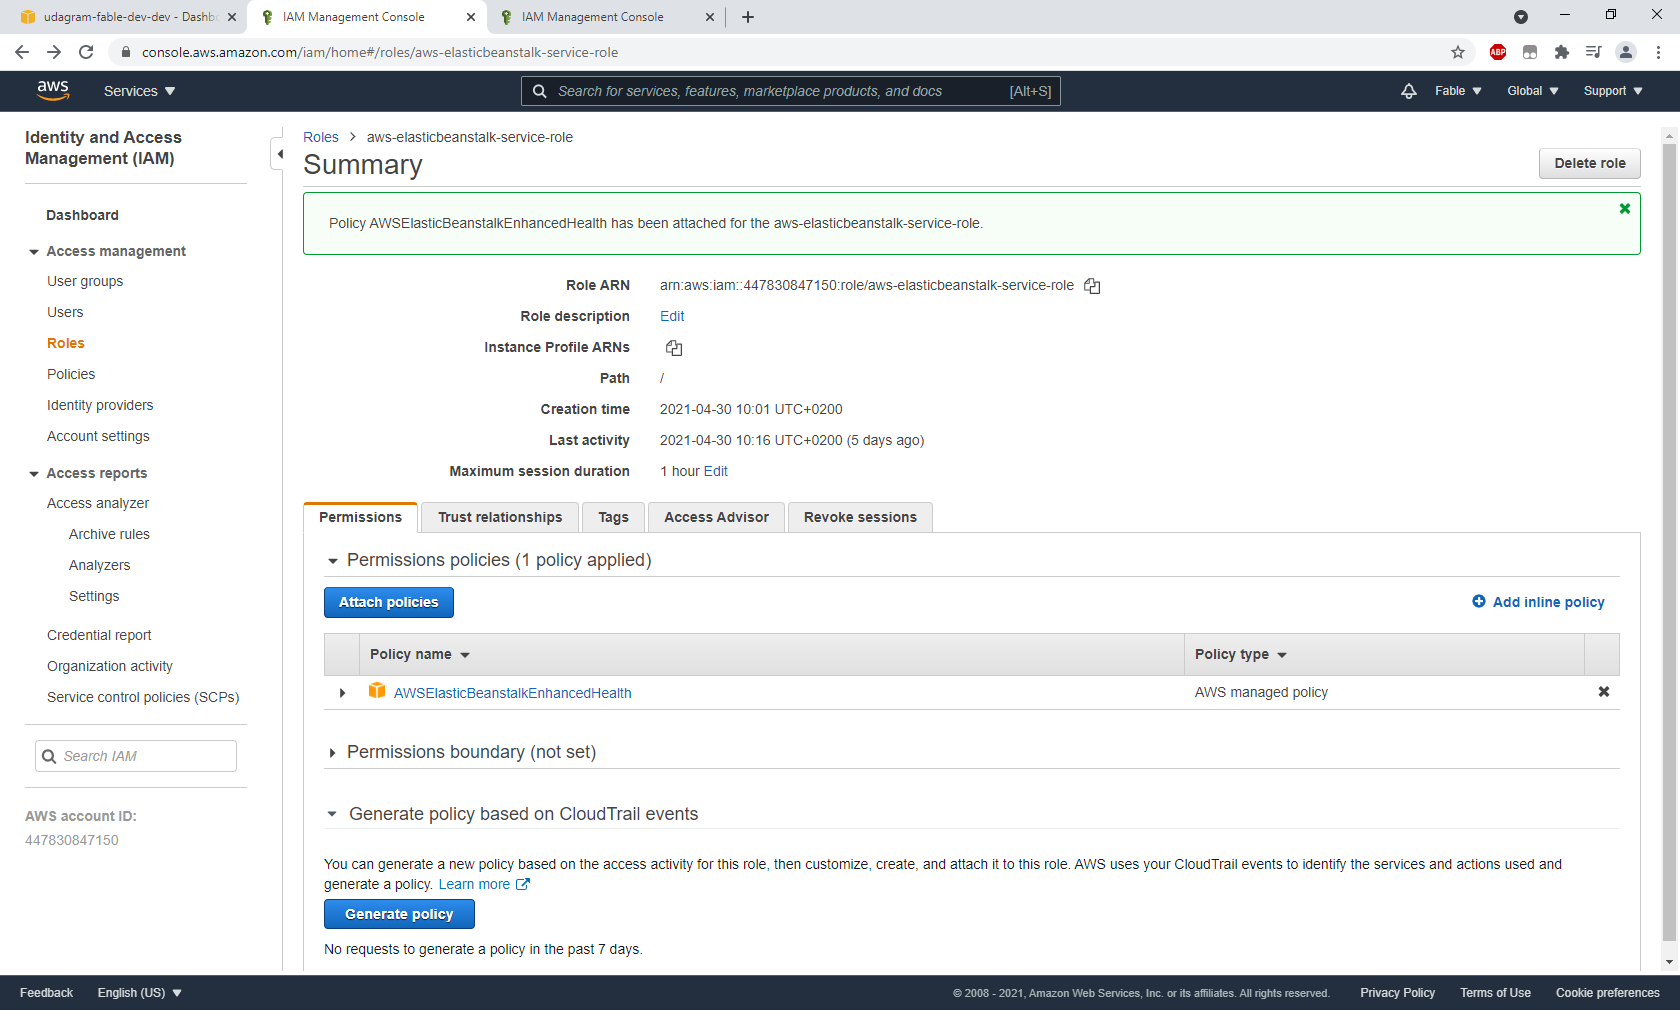 udagram-fable-dev-dev - Dashb
IAM Management Console
IAM Management Console
console.aws.amazon.com/iam/home#/roles/aws-elasticbeanstalk-service-role
ABP
aws
Services
Search for services, features, marketplace products, and docs [Alt+S]
Fable
Global
Support
Identity and Access
Management (IAM)
Dashboard
Access management
User groups
Users
Roles
Policies
Identity providers
Account settings
Access reports
Access analyzer
Archive rules
Analyzers
Settings
Credential report
Organization activity
Service control policies (SCPs)
Search IAM
AWS account ID:
447830847150
Roles > aws-elasticbeanstalk-service-role
Summary
Delete role
Policy AWSElasticBeanstalkEnhancedHealth has been attached for the aws-elasticbeanstalk-service-role.
Role ARN arn:aws:iam::447830847150:role/aws-elasticbeanstalk-service-role
Role description Edit
Instance Profile ARNs
Path /
Creation time 2021-04-30 10:01 UTC+0200
Last activity 2021-04-30 10:16 UTC+0200 (5 days ago)
Maximum session duration 1 hour Edit
Permissions
Trust relationships
Tags
Access Advisor
Revoke sessions
Permissions policies (1 policy applied)
Attach policies
Add inline policy
Policy name
Policy type
AWSElasticBeanstalkEnhancedHealth
AWS managed policy
Permissions boundary (not set)
Generate policy based on CloudTrail events
You can generate a new policy based on the access activity for this role, then customize, create, and attach it to this role. AWS uses your CloudTrail events to identify the services and actions used and
generate a policy. Learn more
Generate policy
No requests to generate a policy in the past 7 days.
Feedback
English (US)
© 2008 - 2021, Amazon Web Services, Inc. or its affiliates. All rights reserved.
Privacy Policy
Terms of Use
Cookie preferences